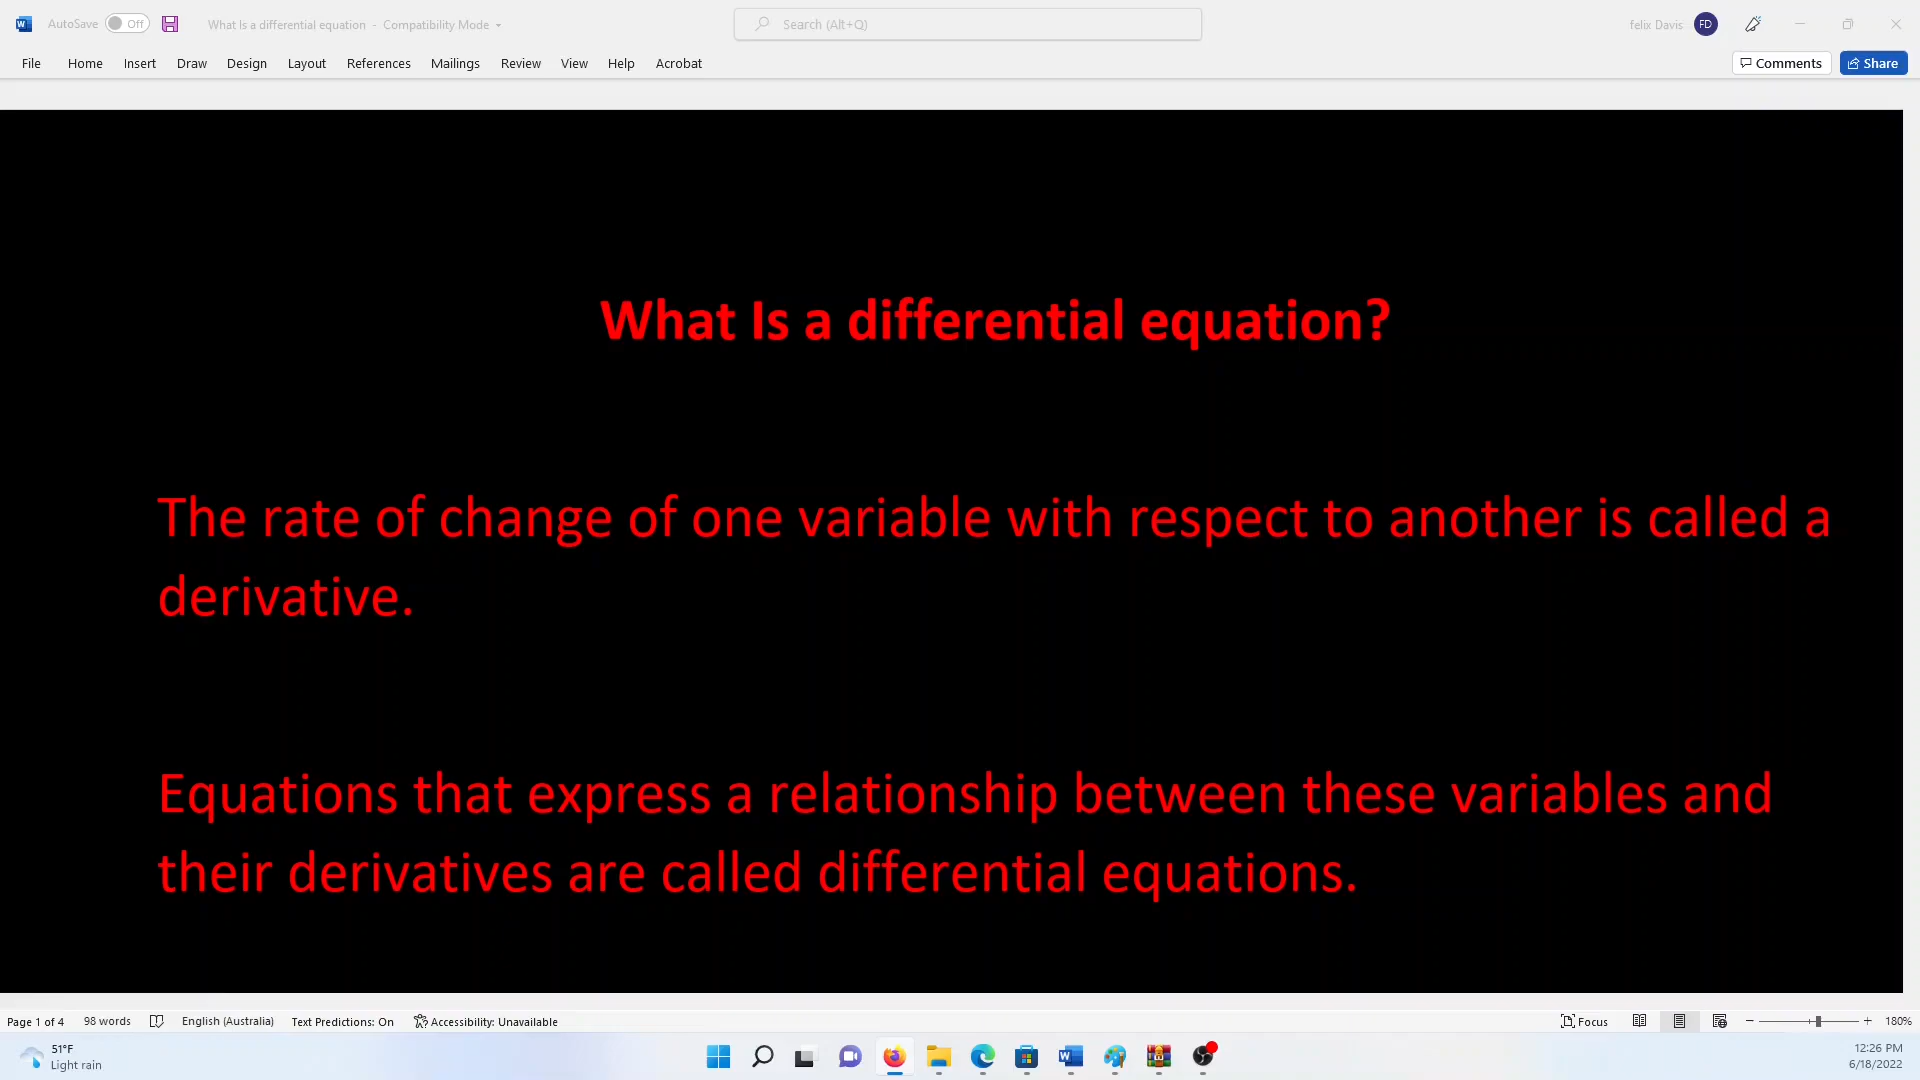 AutoSave Off What Is a differential equation - Compatibility Mode Search (Alt+Q) felix Davis FD
File Home Insert Draw Design Layout References Mailings Review View Help Acrobat Comments Share
What Is a differential equation?
The rate of change of one variable with respect to another is called a
derivative.
Equations that express a relationship between these variables and
their derivatives are called differential equations.
Page 1 of 4 98 words English (Australia) Text Predictions: On Accessibility: Unavailable Focus 180%
51°F
Light rain
12:26 PM
6/18/2022